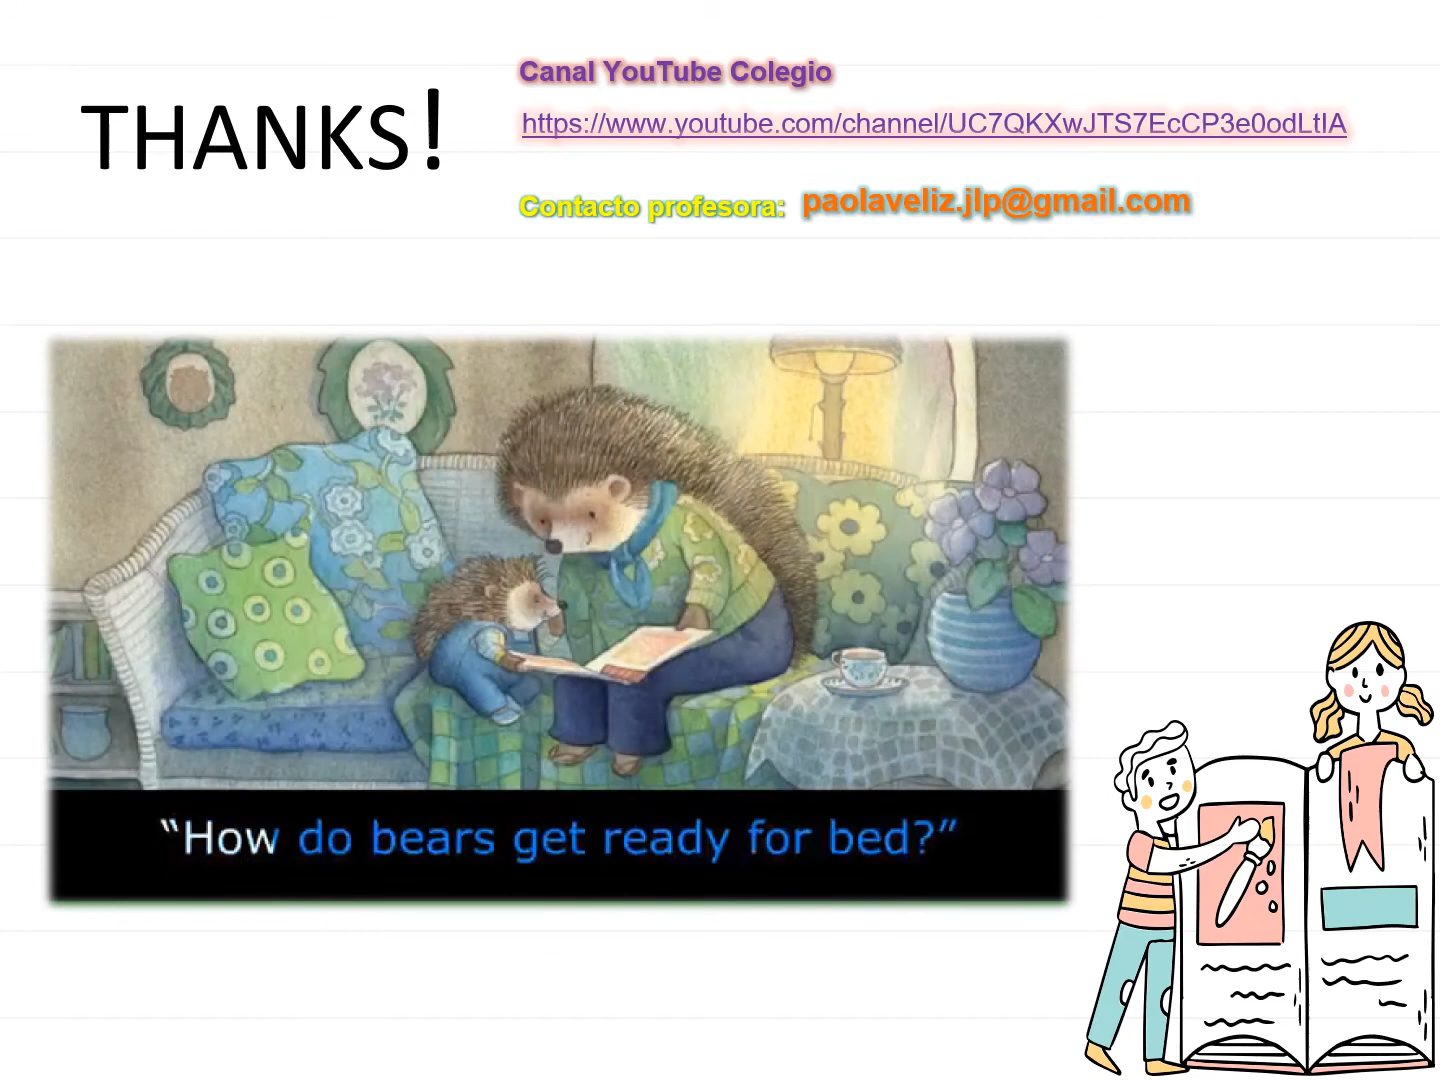 THANKS!
Canal YouTube Colegio
https://www.youtube.com/channel/UC7QKXwJTS7EcCP3e0odLtIA
Contacto profesora: paolaveliz.jlp@gmail.com
“How do bears get ready for bed?”